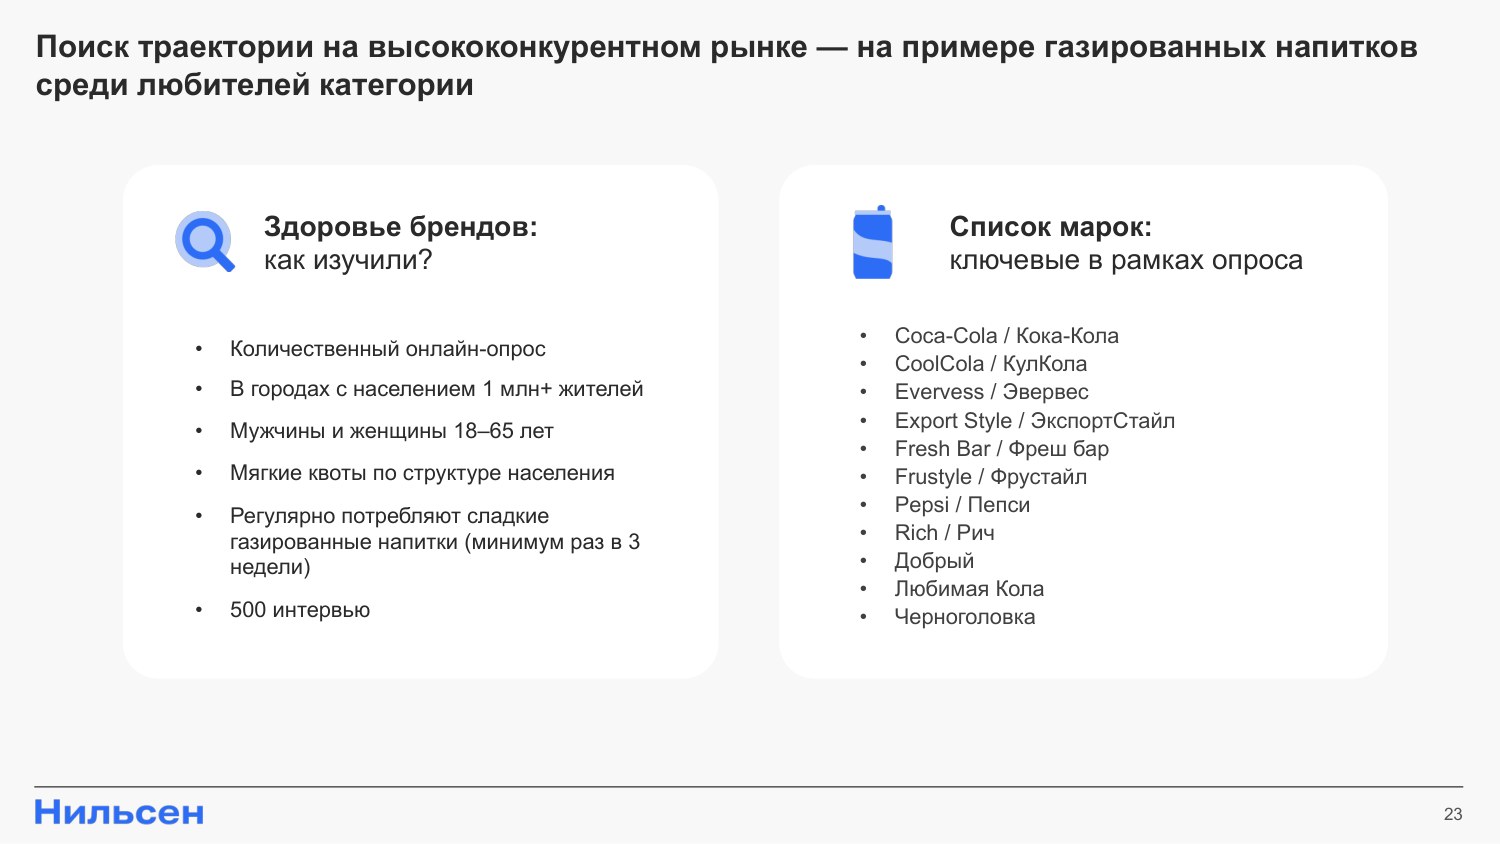 Поиск траектории на высококонкурентном рынке — на примере газированных напитков
среди любителей категории
Здоровье брендов:
как изучили?
• Количественный онлайн-опрос
• В городах с населением 1 млн+ жителей
• Мужчины и женщины 18–65 лет
• Мягкие квоты по структуре населения
• Регулярно потребляют сладкие
газированные напитки (минимум раз в 3
недели)
• 500 интервью
Список марок:
ключевые в рамках опроса
• Coca-Cola / Кока-Кола
• CoolCola / КулКола
• Evervess / Эвервес
• Export Style / ЭкспортСтайл
• Fresh Bar / Фреш бар
• Frustyle / Фрустайл
• Pepsi / Пепси
• Rich / Рич
• Добрый
• Любимая Кола
• Черноголовка
Нильсен
23